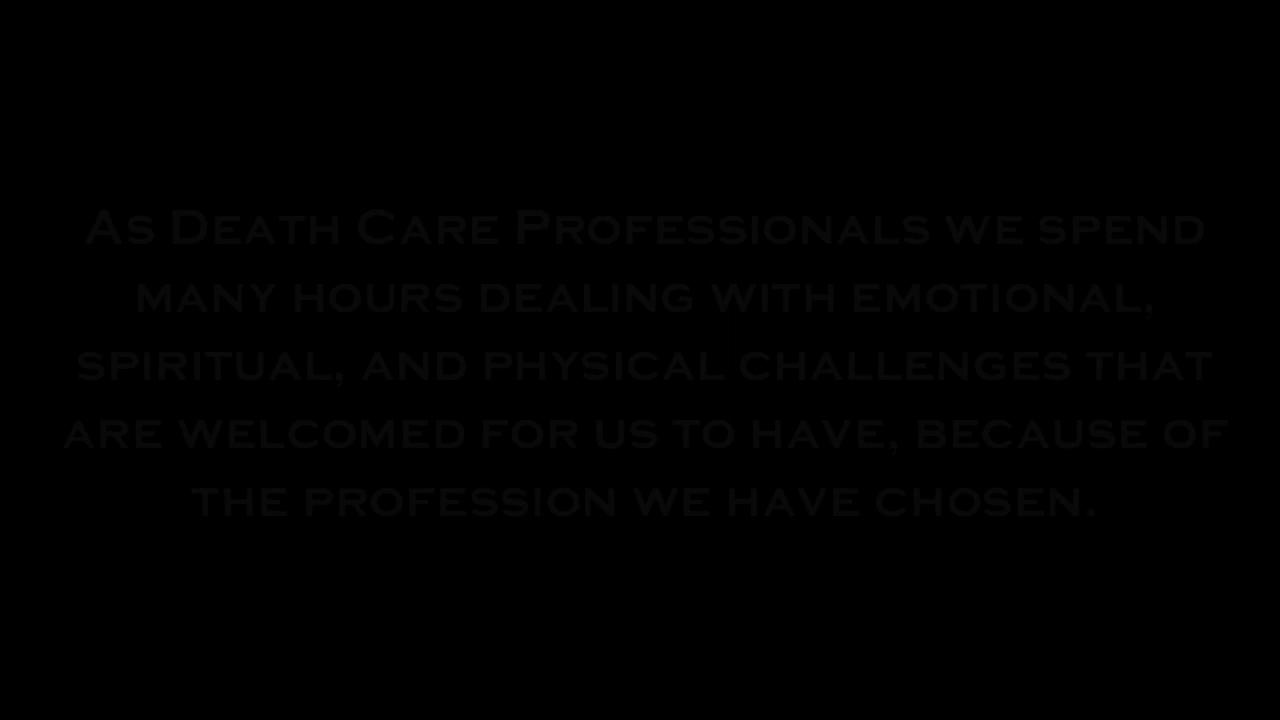 As Death Care Professionals we spend
many hours dealing with emotional,
spiritual, and physical challenges that
are welcomed for us to have, because of
the profession we have chosen.